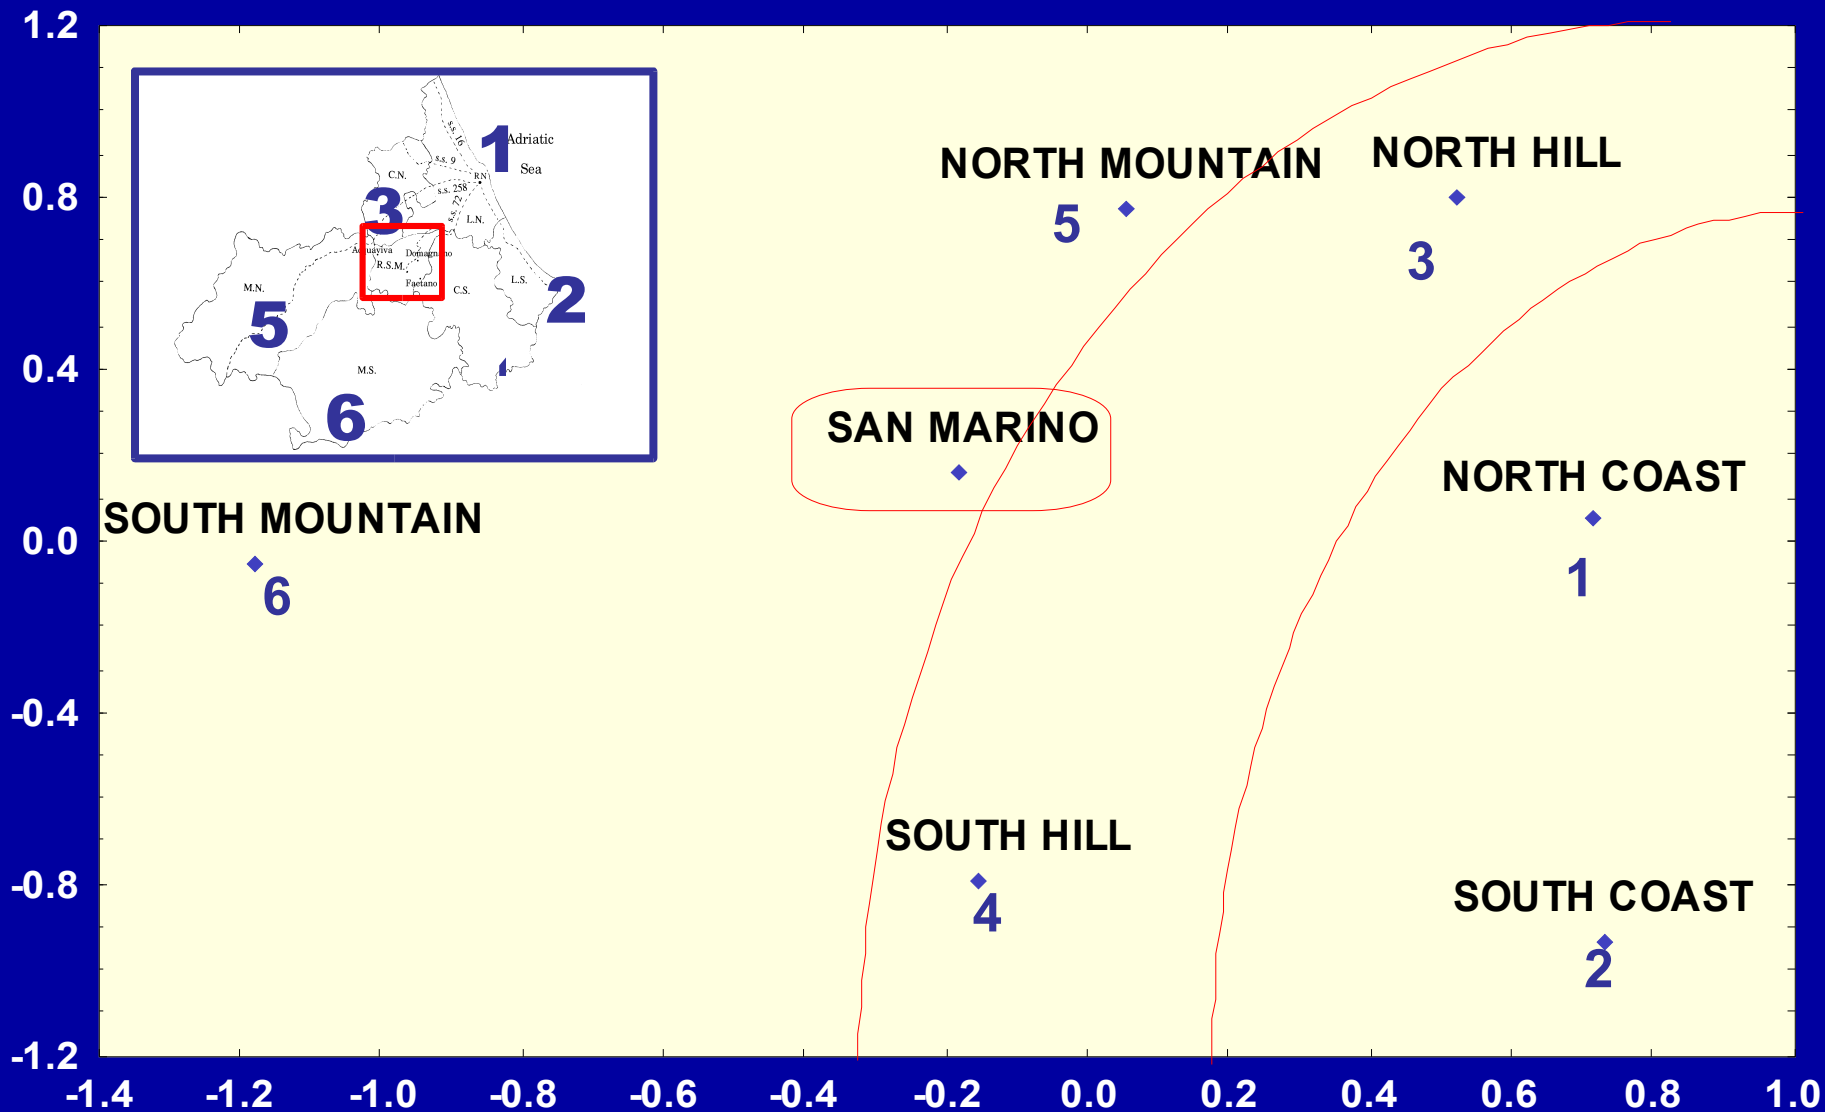 1.2
0.8
0.4
0.0
-0.4
-0.8
-1.2
-1.4 -1.2 -1.0 -0.8 -0.6 -0.4 -0.2 0.0 0.2 0.4 0.6 0.8 1.0
1
Adriatic
Sea
s.s. 16
s.s. 9
C.N.
RN
s.s. 258
3
s.s. 72
L.N.
Acquaviva
Domagnano
R.S.M.
Faetano
C.S.
L.S.
M.N.
2
5
M.S.
6
NORTH MOUNTAIN
5
NORTH HILL
3
SAN MARINO
NORTH COAST
1
SOUTH MOUNTAIN
6
SOUTH HILL
4
SOUTH COAST
2